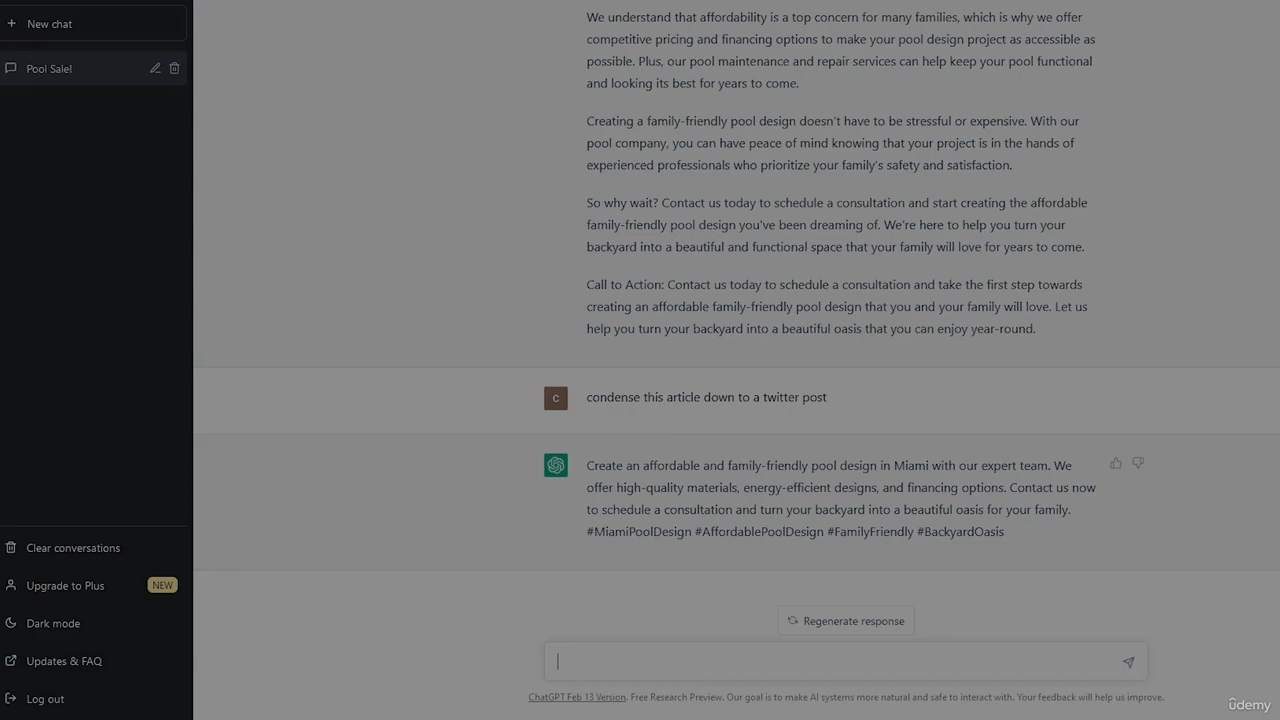 New chat
Pool Sale!
Clear conversations
Upgrade to Plus NEW
Dark mode
Updates & FAQ
Log out
We understand that affordability is a top concern for many families, which is why we offer
competitive pricing and financing options to make your pool design project as accessible as
possible. Plus, our pool maintenance and repair services can help keep your pool functional
and looking its best for years to come.
Creating a family-friendly pool design doesn't have to be stressful or expensive. With our
pool company, you can have peace of mind knowing that your project is in the hands of
experienced professionals who prioritize your family's safety and satisfaction.
So why wait? Contact us today to schedule a consultation and start creating the affordable
family-friendly pool design you've been dreaming of. We're here to help you turn your
backyard into a beautiful and functional space that your family will love for years to come.
Call to Action: Contact us today to schedule a consultation and take the first step towards
creating an affordable family-friendly pool design that you and your family will love. Let us
help you turn your backyard into a beautiful oasis that you can enjoy year-round.
C condense this article down to a twitter post
Create an affordable and family-friendly pool design in Miami with our expert team. We
offer high-quality materials, energy-efficient designs, and financing options. Contact us now
to schedule a consultation and turn your backyard into a beautiful oasis for your family.
#MiamiPoolDesign #AffordablePoolDesign #FamilyFriendly #BackyardOasis
Regenerate response
ChatGPT Feb 13 Version. Free Research Preview. Our goal is to make AI systems more natural and safe to interact with. Your feedback will help us improve.
ûdemy